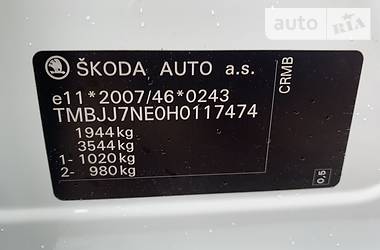 auto RIA
ŠKODA AUTO a.s.
e11*2007/46*0243
TMBJJ7NE0H0117474
1944kg
3544kg
1- 1020kg
2- 980kg
CRMB
0,5